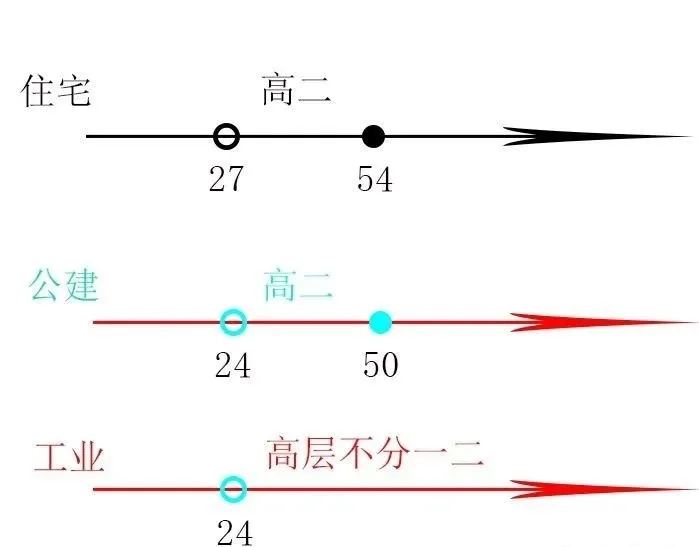 住宅 高二
27 54
公建 高二
24 50
工业 高层不分一二
24